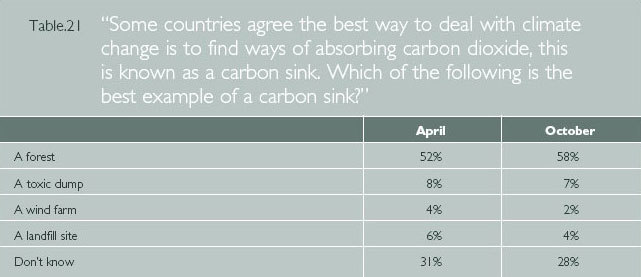 Table.21 "Some countries agree the best way to deal with climate
change is to find ways of absorbing carbon dioxide, this
is known as a carbon sink. Which of the following is the
best example of a carbon sink?"
April October
A forest 52% 58%
A toxic dump 8% 7%
A wind farm 4% 2%
A landfill site 6% 4%
Don't know 31% 28%